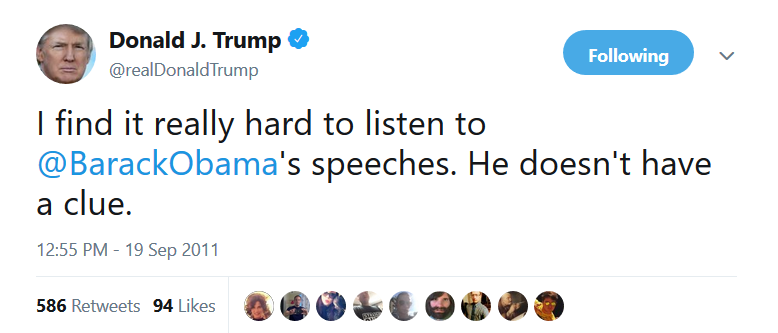 Donald J. Trump
@realDonaldTrump
Following
I find it really hard to listen to
@BarackObama's speeches. He doesn't have
a clue.
12:55 PM - 19 Sep 2011
586 Retweets 94 Likes